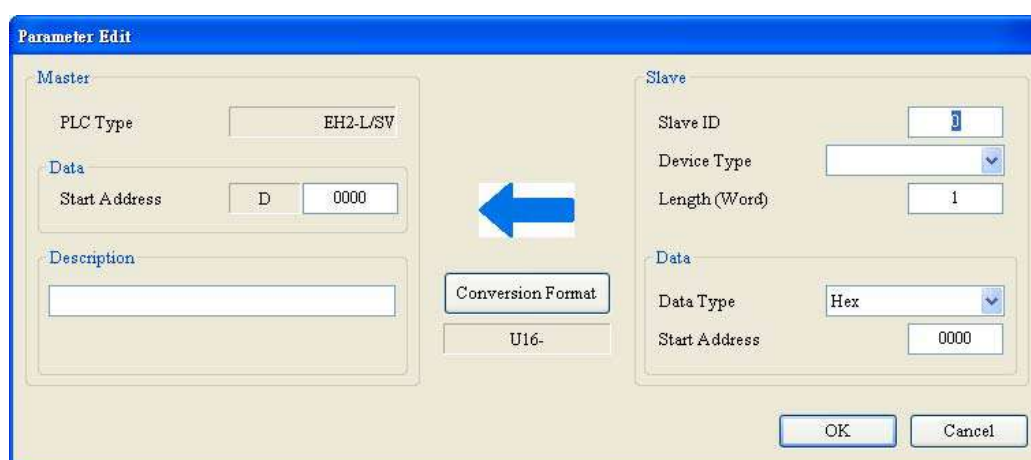 Parameter Edit
Master
PLC Type
EH2-L/SV
Data
Start Address
D
0000
Description
Conversion Format
U16-
Slave
Slave ID
0
Device Type
Length (Word)
1
Data
Data Type
Hex
Start Address
0000
OK
Cancel